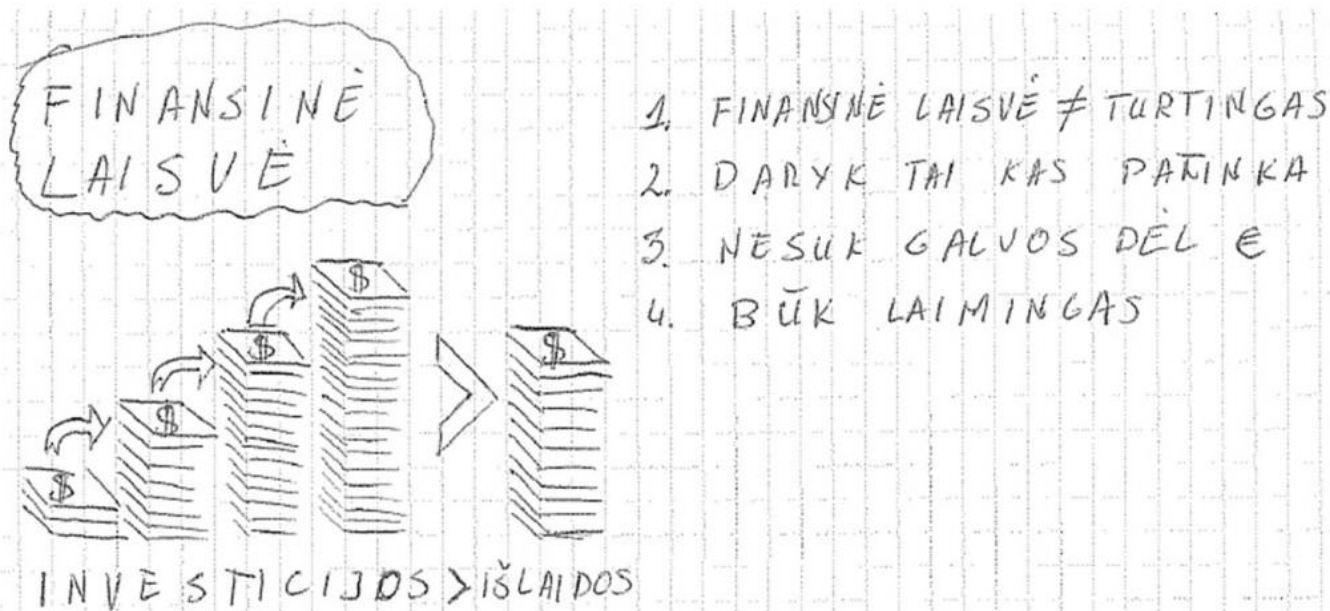 FINANSINĖ
LAISVĖ
1. FINANSINĖ LAISVĖ ≠ TURTINGAS
2. DARYK TAI KAS PATINKA
3. NESUK GALVOS DĖL €
4. BŪK LAIMINGAS
$
$
$
$
$
INVESTICIJOS > IŠLAIDOS